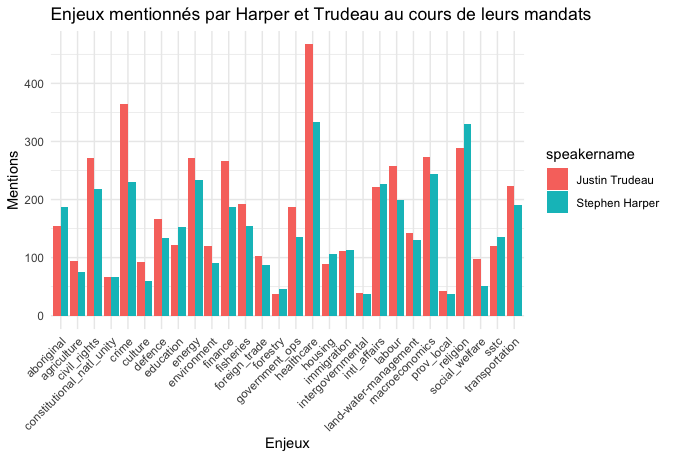 Enjeux mentionnés par Harper et Trudeau au cours de leurs mandats
400
300
200
100
0
Mentions
aboriginal
agriculture
civil_rights
constitutional_natl_unity
crime
culture
defence
education
energy
environment
finance
fisheries
foreign_trade
forestry
government_ops
healthcare
housing
immigration
intergovernmental
intl_affairs
labour
land-water-management
macroeconomics
prov_local
religion
social_welfare
sstc
transportation
Enjeux
speakername
Justin Trudeau
Stephen Harper